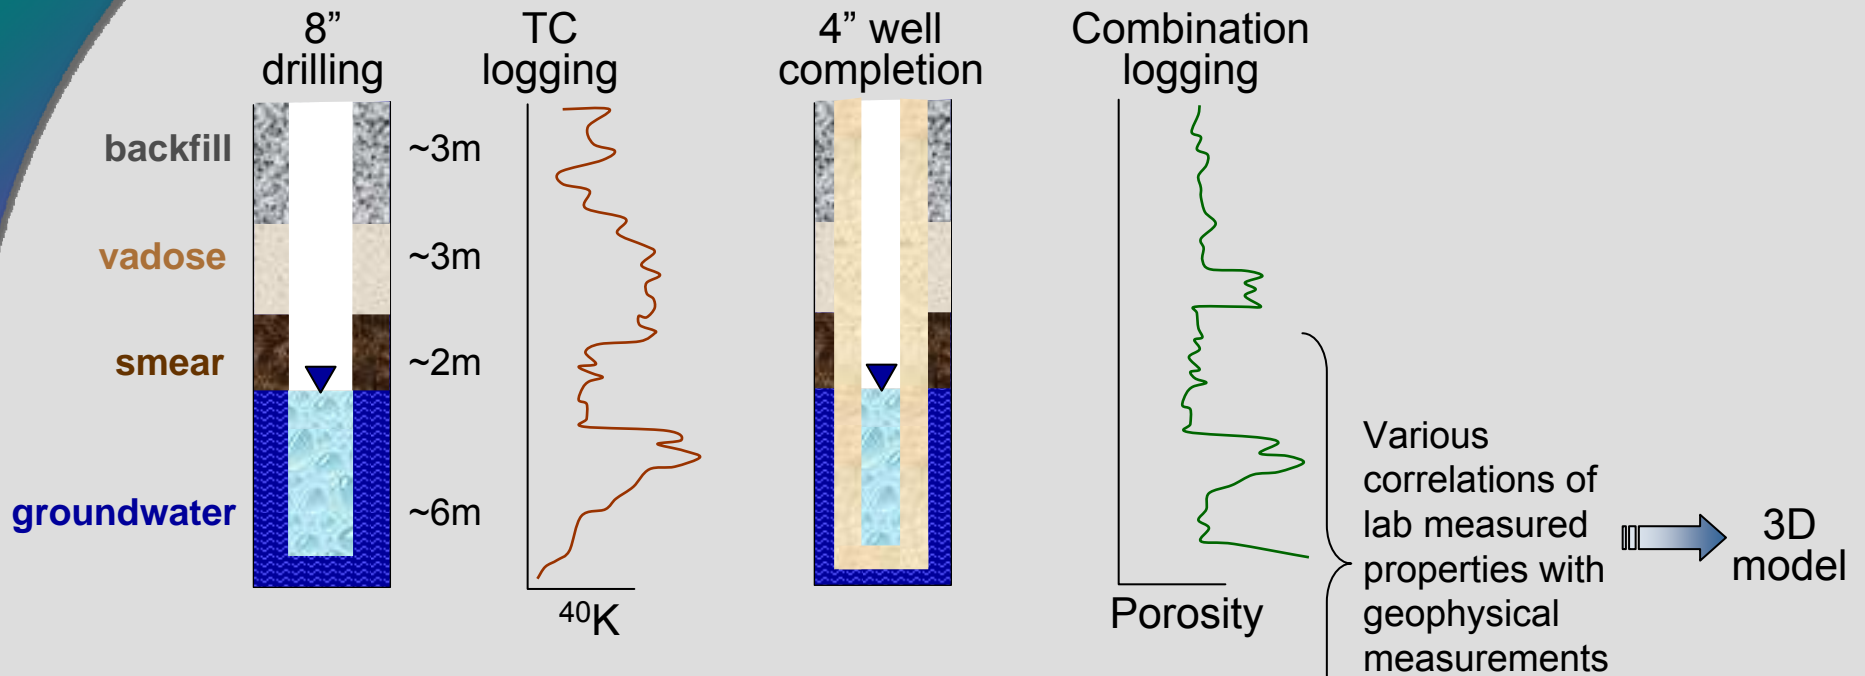 8”
drilling
TC
logging
4” well
completion
Combination
logging
backfill
~3m
vadose
~3m
smear
~2m
groundwater
~6m
40K
Porosity
Various
correlations of
lab measured
properties with
geophysical
measurements
3D
model